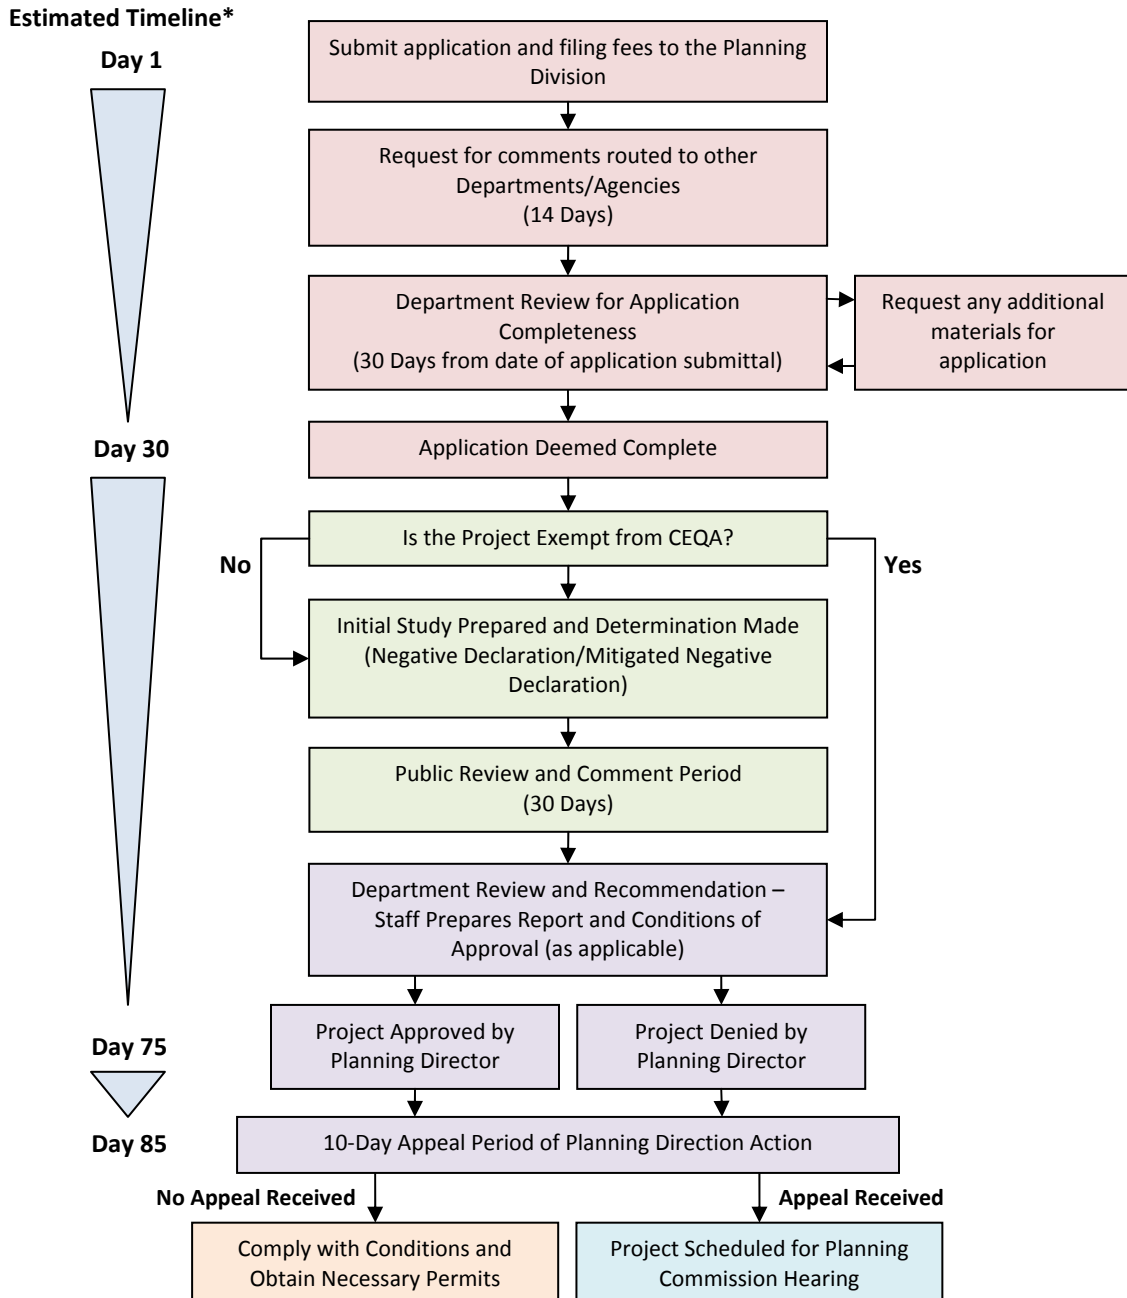 Estimated Timeline*
Day 1
Submit application and filing fees to the Planning
Division
Request for comments routed to other
Departments/Agencies
(14 Days)
Department Review for Application
Completeness
(30 Days from date of application submittal)
Request any additional
materials for
application
Day 30
Application Deemed Complete
Is the Project Exempt from CEQA?
No
Yes
Initial Study Prepared and Determination Made
(Negative Declaration/Mitigated Negative
Declaration)
Public Review and Comment Period
(30 Days)
Department Review and Recommendation –
Staff Prepares Report and Conditions of
Approval (as applicable)
Project Approved by
Planning Director
Project Denied by
Planning Director
Day 75
Day 85
10-Day Appeal Period of Planning Direction Action
No Appeal Received
Appeal Received
Comply with Conditions and
Obtain Necessary Permits
Project Scheduled for Planning
Commission Hearing